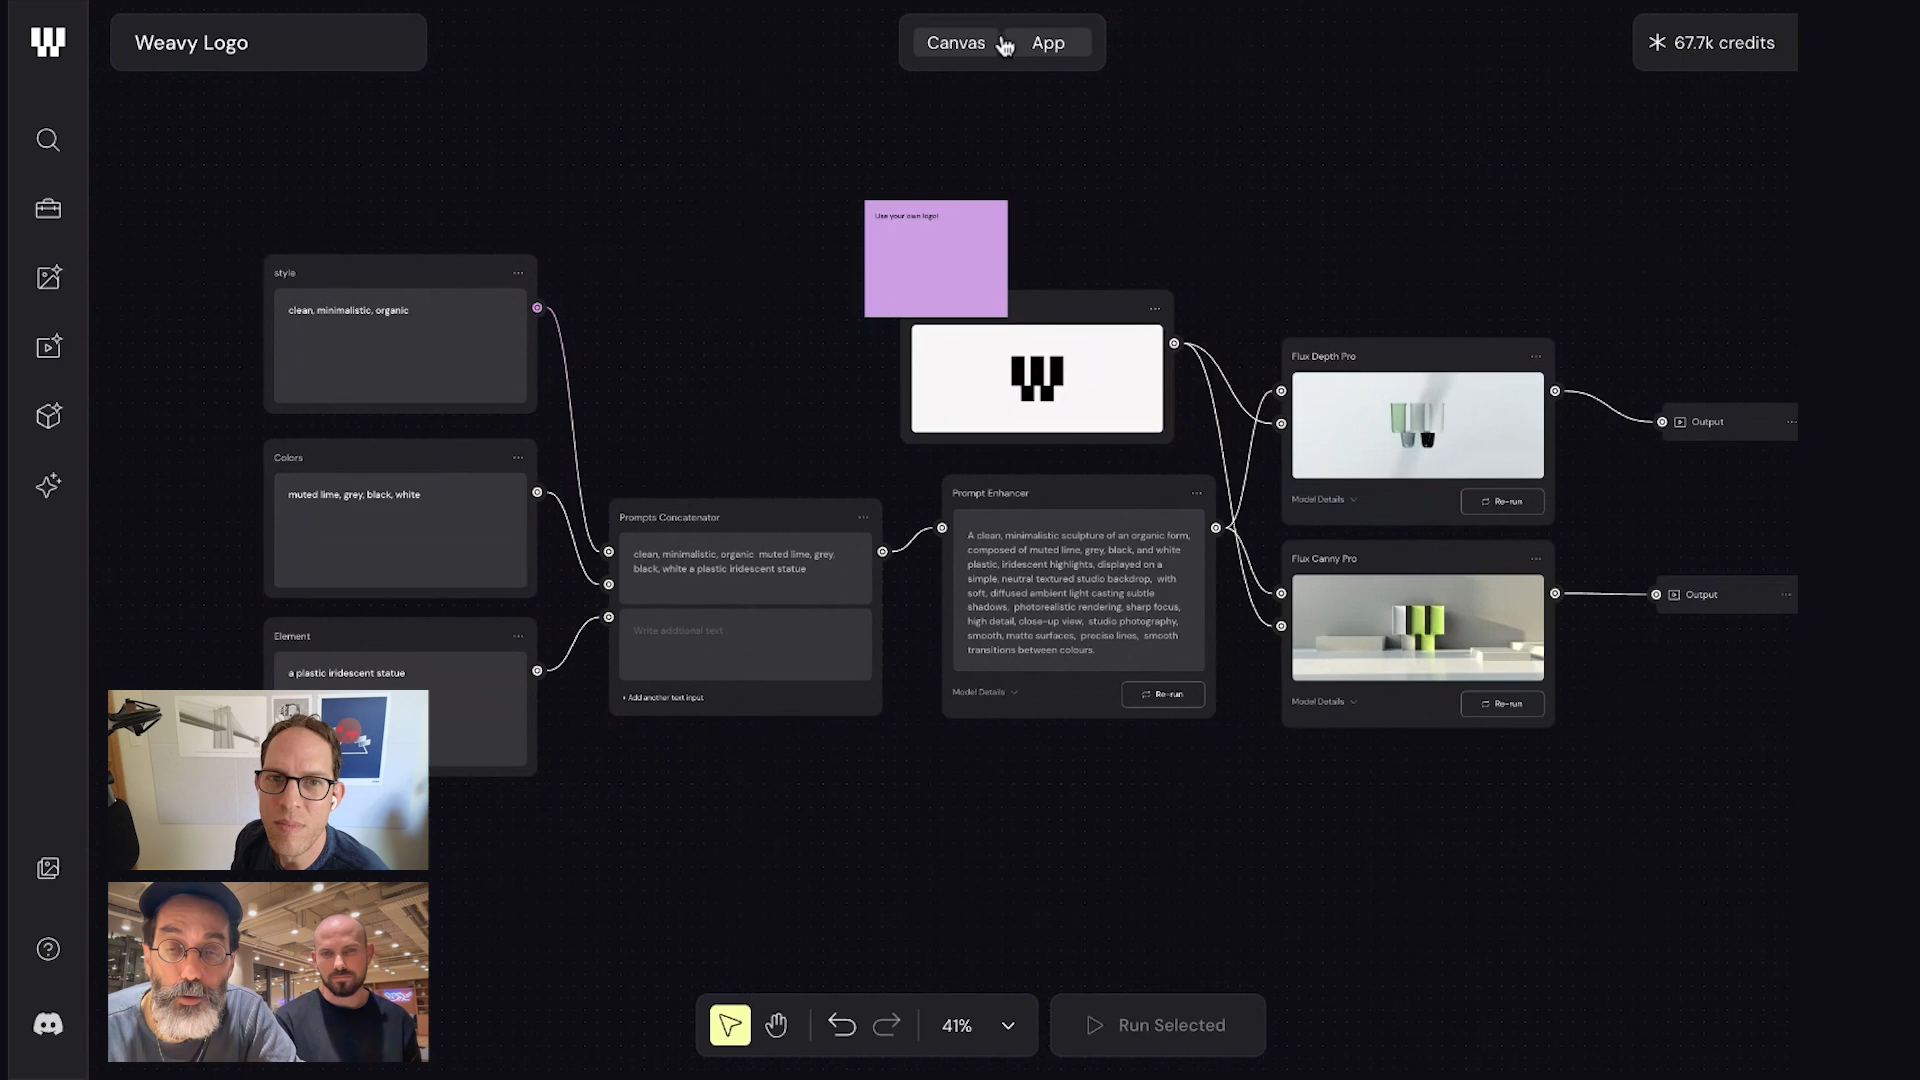 Weavy Logo
Canvas
App
67.7k credits
Use your own logo!
style
clean, minimalistic, organic
Colors
muted lime, grey, black, white
Element
a plastic iridescent statue
Prompts Concatenator
clean, minimalistic, organic muted lime, grey,
black, white a plastic iridescent statue
Write addtional text
+ Add another text input
Prompt Enhancer
A clean, minimalistic sculpture of an organic form,
composed of muted lime, grey, black, and white
plastic, iridescent highlights, displayed on a
simple, neutral textured studio backdrop, with
soft, diffused ambient light casting subtle
shadows, photorealistic rendering, sharp focus,
high detail, close-up view, studio photography,
smooth, matte surfaces, precise lines, smooth
transitions between colours.
Model Details
Re-run
Flux Depth Pro
Model Details
Re-run
Flux Canny Pro
Model Details
Re-run
Output
Output
41%
Run Selected